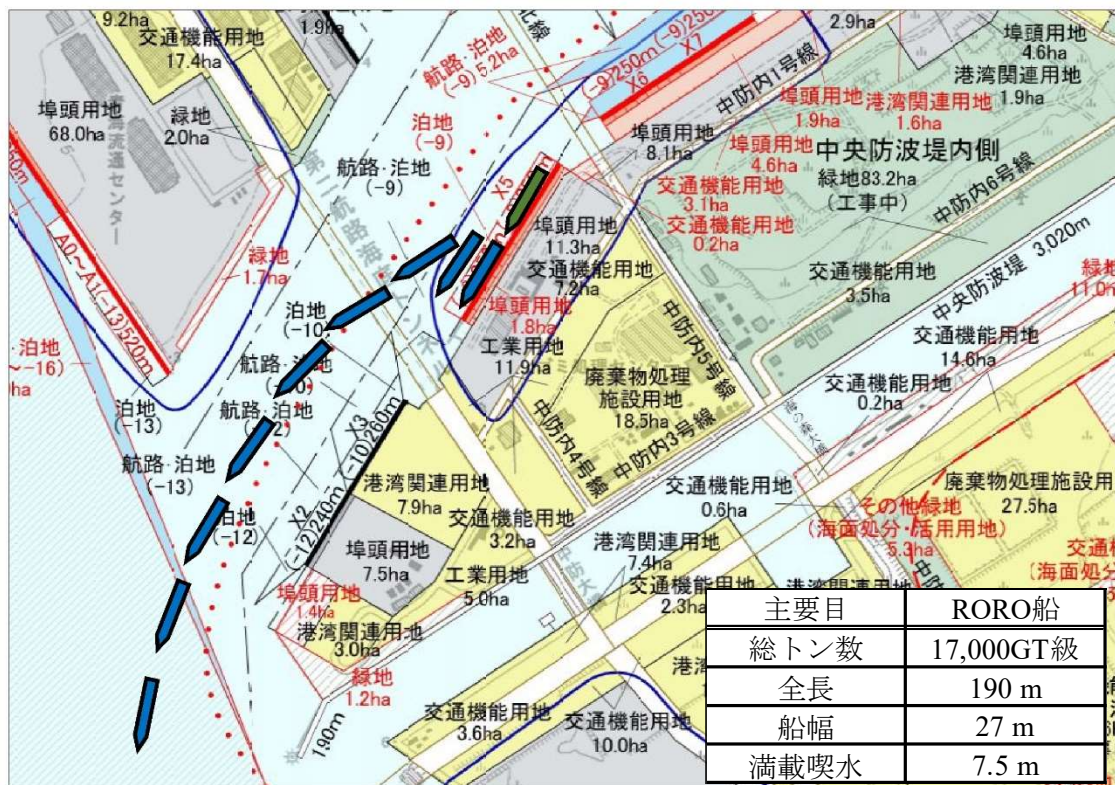 9.2ha
交通機能用地
17.4ha
1.9ha
航路・泊地
(-9)5.2ha
(-9)250m
(-9)250m
X7
X6
2.9ha
中防内1号線
埠頭用地
4.6ha
港湾関連用地
1.9ha
埠頭用地
68.0ha
緑地
2.0ha
泊地
(-9)
航路・泊地
(-9)
埠頭用地
8.1ha
埠頭用地
1.9ha
港湾関連用地
1.6ha
埠頭用地
4.6ha
中央防波堤内側
緑地83.2ha
(工事中)
中防内6号線
交通機能用地
3.1ha
交通機能用地
0.2ha
X5
埠頭用地
11.3ha
交通機能用地
7.2ha
埠頭用地
1.8ha
交通機能用地
3.5ha
中央防波堤 3,020m
緑地
11.0ha
A0~A1(-13)520m
緑地
1.7ha
泊地
(-10)
工業用地
11.9ha
中防内5号線
廃棄物処理
施設用地
18.5ha
交通機能用地
14.6ha
交通機能用地
0.2ha
泊地
(-13)
航路・泊地
航路・泊地
航路・泊地
(-13)
X3
(-10)260m
中防内4号線
中防内3号線
泊地
(-12)
X2
(-12)240m
港湾関連用地
7.9ha
交通機能用地
3.2ha
交通機能用地
0.6ha
その他緑地
(海面処分・活用用地)
5.3ha
廃棄物処理施設用
27.5ha
埠頭用地
7.5ha
工業用地
5.0ha
港湾関連用地
7.4ha
交通機能用地
2.3ha
埠頭用地
1.4ha
港湾関連用地
3.0ha
緑地
1.2ha
190m
交通機能用地
3.6ha
交通機能用地
10.0ha
主要目 RORO船
総トン数 17,000GT級
全長 190 m
船幅 27 m
満載喫水 7.5 m